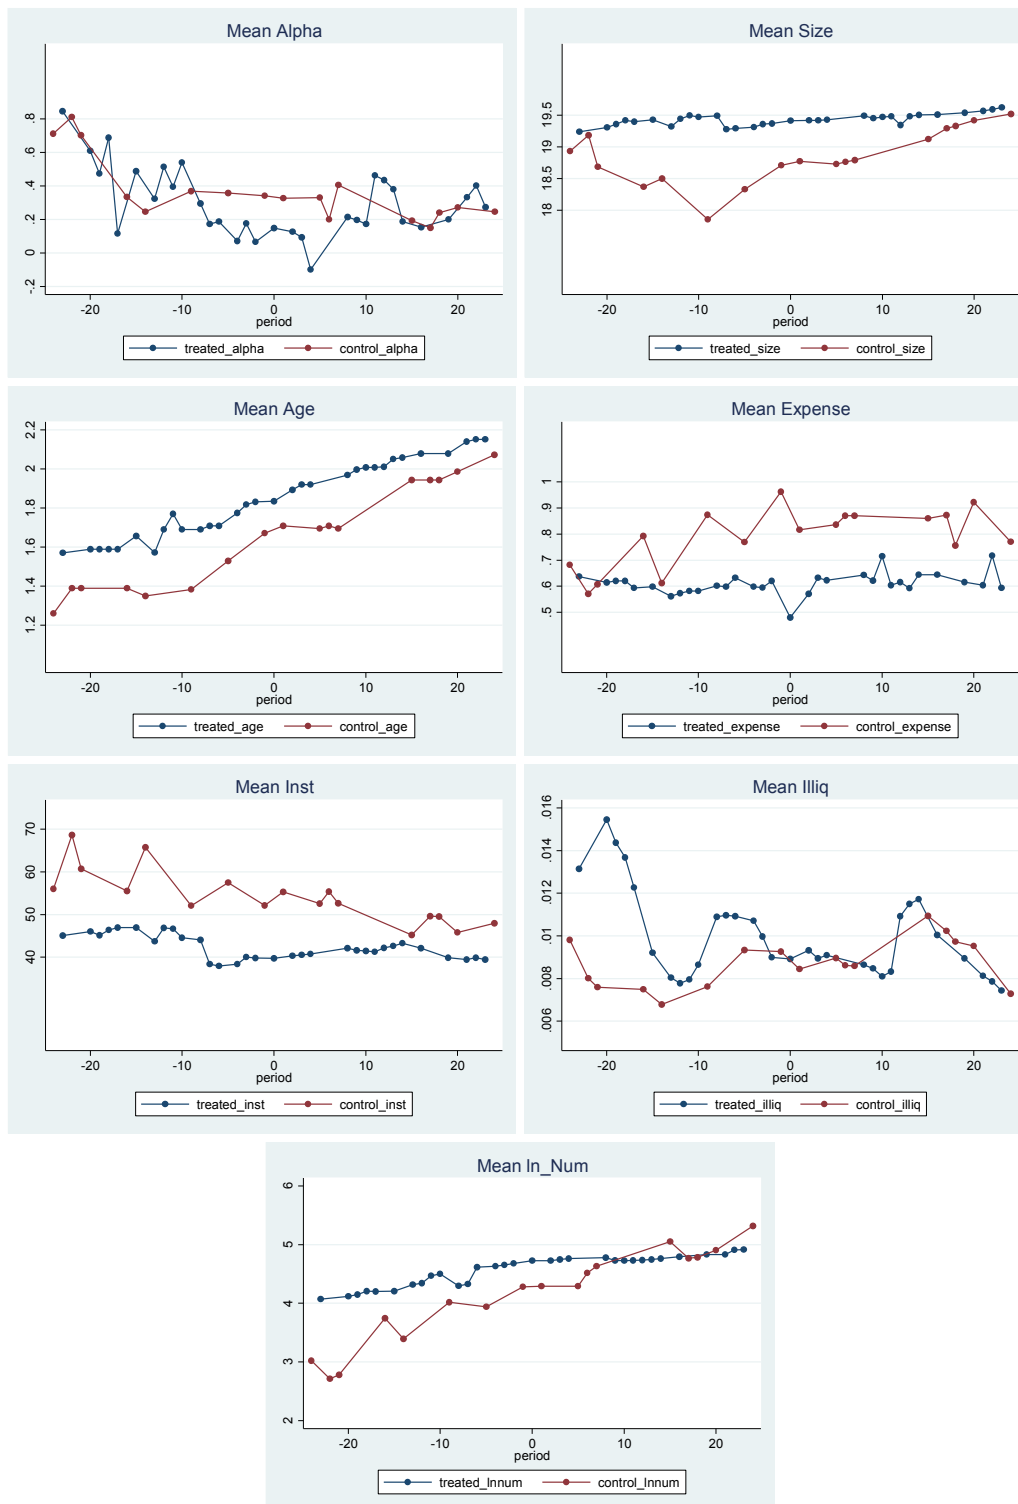 Mean Alpha
.8
.6
.4
.2
0
-.2
-20 -10 0 10 20
period
treated_alpha control_alpha
Mean Size
19.5
19
18.5
18
-20 -10 0 10 20
period
treated_size control_size
Mean Age
2.2
2
1.8
1.6
1.4
1.2
-20 -10 0 10 20
period
treated_age control_age
Mean Expense
1
.9
.8
.7
.6
.5
-20 -10 0 10 20
period
treated_expense control_expense
Mean Inst
70
60
50
40
-20 -10 0 10 20
period
treated_inst control_inst
Mean Illiq
.016
.014
.012
.01
.008
.006
-20 -10 0 10 20
period
treated_illiq control_illiq
Mean ln_Num
6
5
4
3
2
-20 -10 0 10 20
period
treated_lnnum control_lnnum